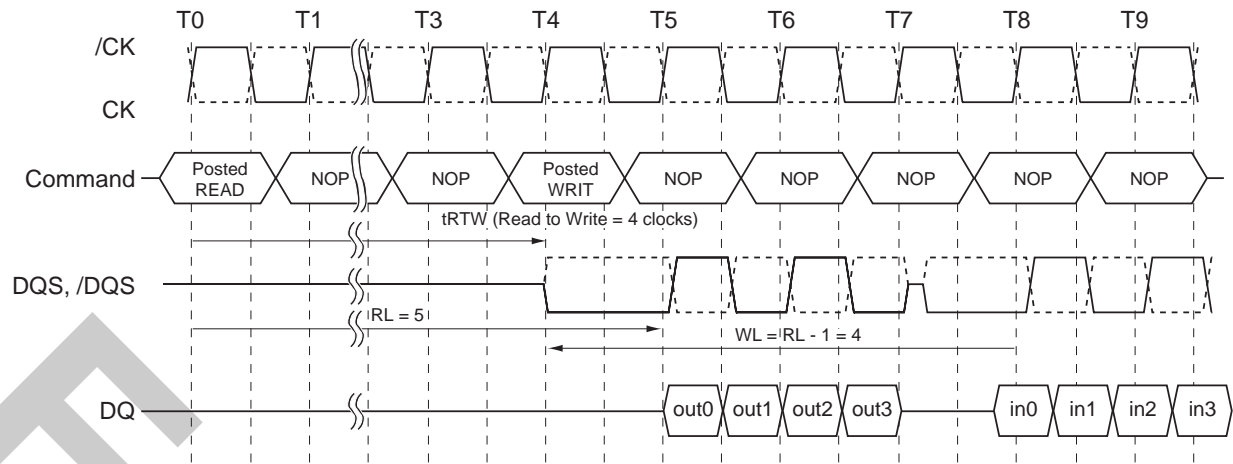 T0 T1 T3 T4 T5 T6 T7 T8 T9
/CK
CK
Command
Posted READ NOP NOP Posted WRIT NOP NOP NOP NOP NOP
tRTW (Read to Write = 4 clocks)
DQS, /DQS
RL = 5
WL = RL - 1 = 4
DQ out0 out1 out2 out3 in0 in1 in2 in3